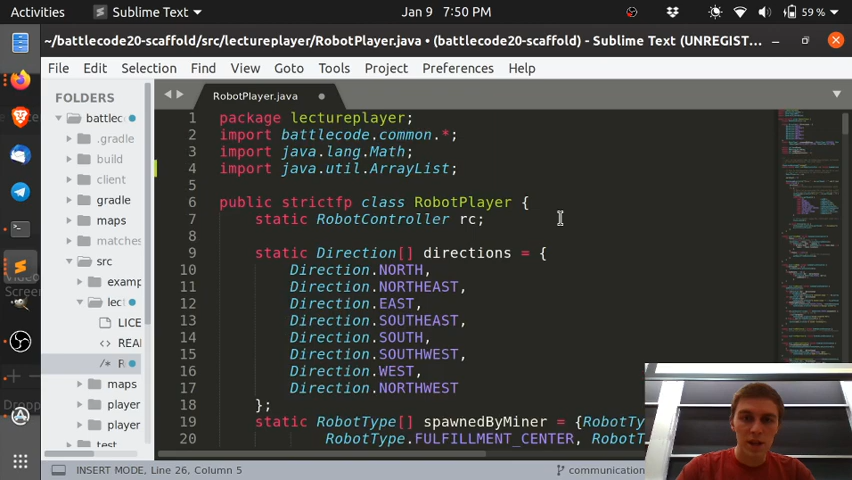 Activities Sublime Text Jan 9 7:50 PM 59 %
~/battlecode20-scaffold/src/lectureplayer/RobotPlayer.java • (battlecode20-scaffold) - Sublime Text (UNREGIST...
File Edit Selection Find View Goto Tools Project Preferences Help
FOLDERS
battlec
.gradle
build
client
gradle
maps
matches
src
examp
lect
LICE
REA
/* R
maps
player
player
test
RobotPlayer.java
1 package lectureplayer;
2 import battlecode.common.*;
3 import java.lang.Math;
4 import java.util.ArrayList;
5
6 public strictfp class RobotPlayer {
7 static RobotController rc;
8
9 static Direction[] directions = {
10 Direction.NORTH,
11 Direction.NORTHEAST,
12 Direction.EAST,
13 Direction.SOUTHEAST,
14 Direction.SOUTH,
15 Direction.SOUTHWEST,
16 Direction.WEST,
17 Direction.NORTHWEST
18 };
19 static RobotType[] spawnedByMiner = {RobotTy
20 RobotType.FULFILLMENT_CENTER, RobotT
INSERT MODE, Line 26, Column 5 communication